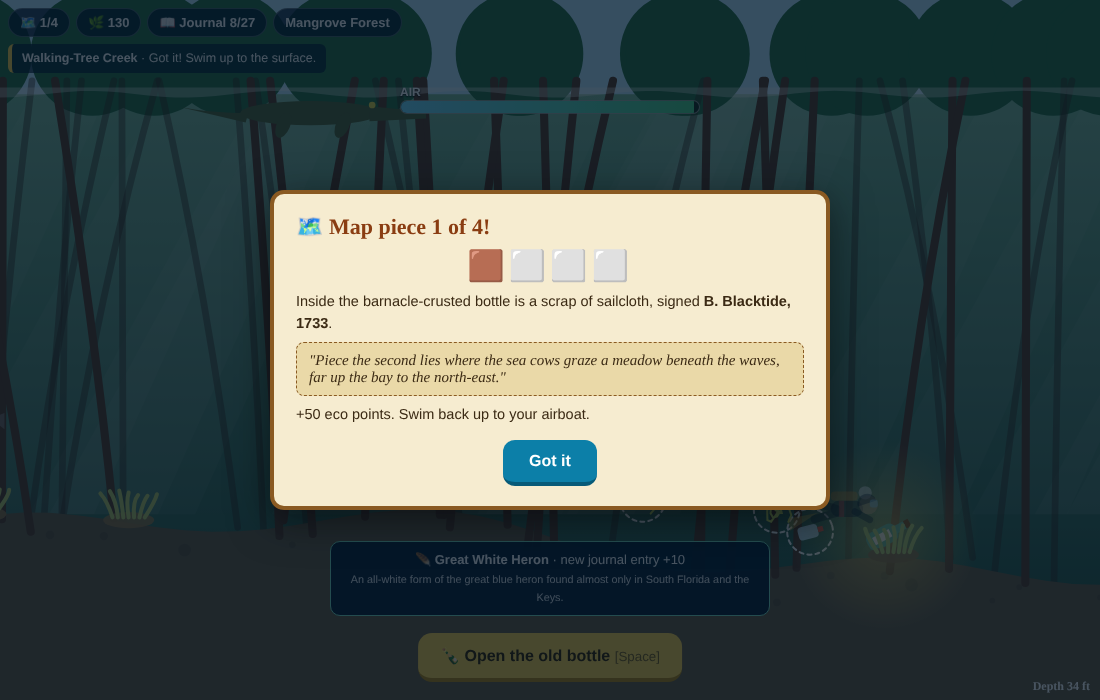 1/4
130
Journal 8/27
Mangrove Forest
Walking-Tree Creek · Got it! Swim up to the surface.
AIR
Map piece 1 of 4!
Inside the barnacle-crusted bottle is a scrap of sailcloth, signed B. Blacktide,
1733.
"Piece the second lies where the sea cows graze a meadow beneath the waves,
far up the bay to the north-east."
+50 eco points. Swim back up to your airboat.
Got it
Great White Heron · new journal entry +10
An all-white form of the great blue heron found almost only in South Florida and the
Keys.
Open the old bottle [Space]
Depth 34 ft